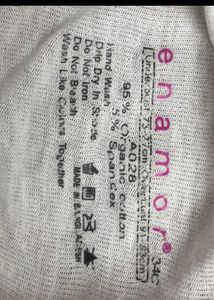 enamor®
34C
A028
95% Organic cotton
5% Spandex
Hand Wash
Drip Dry In Shade
Do Not Iron
Do Not Bleach
Wash Like Colors Together
MADE IN